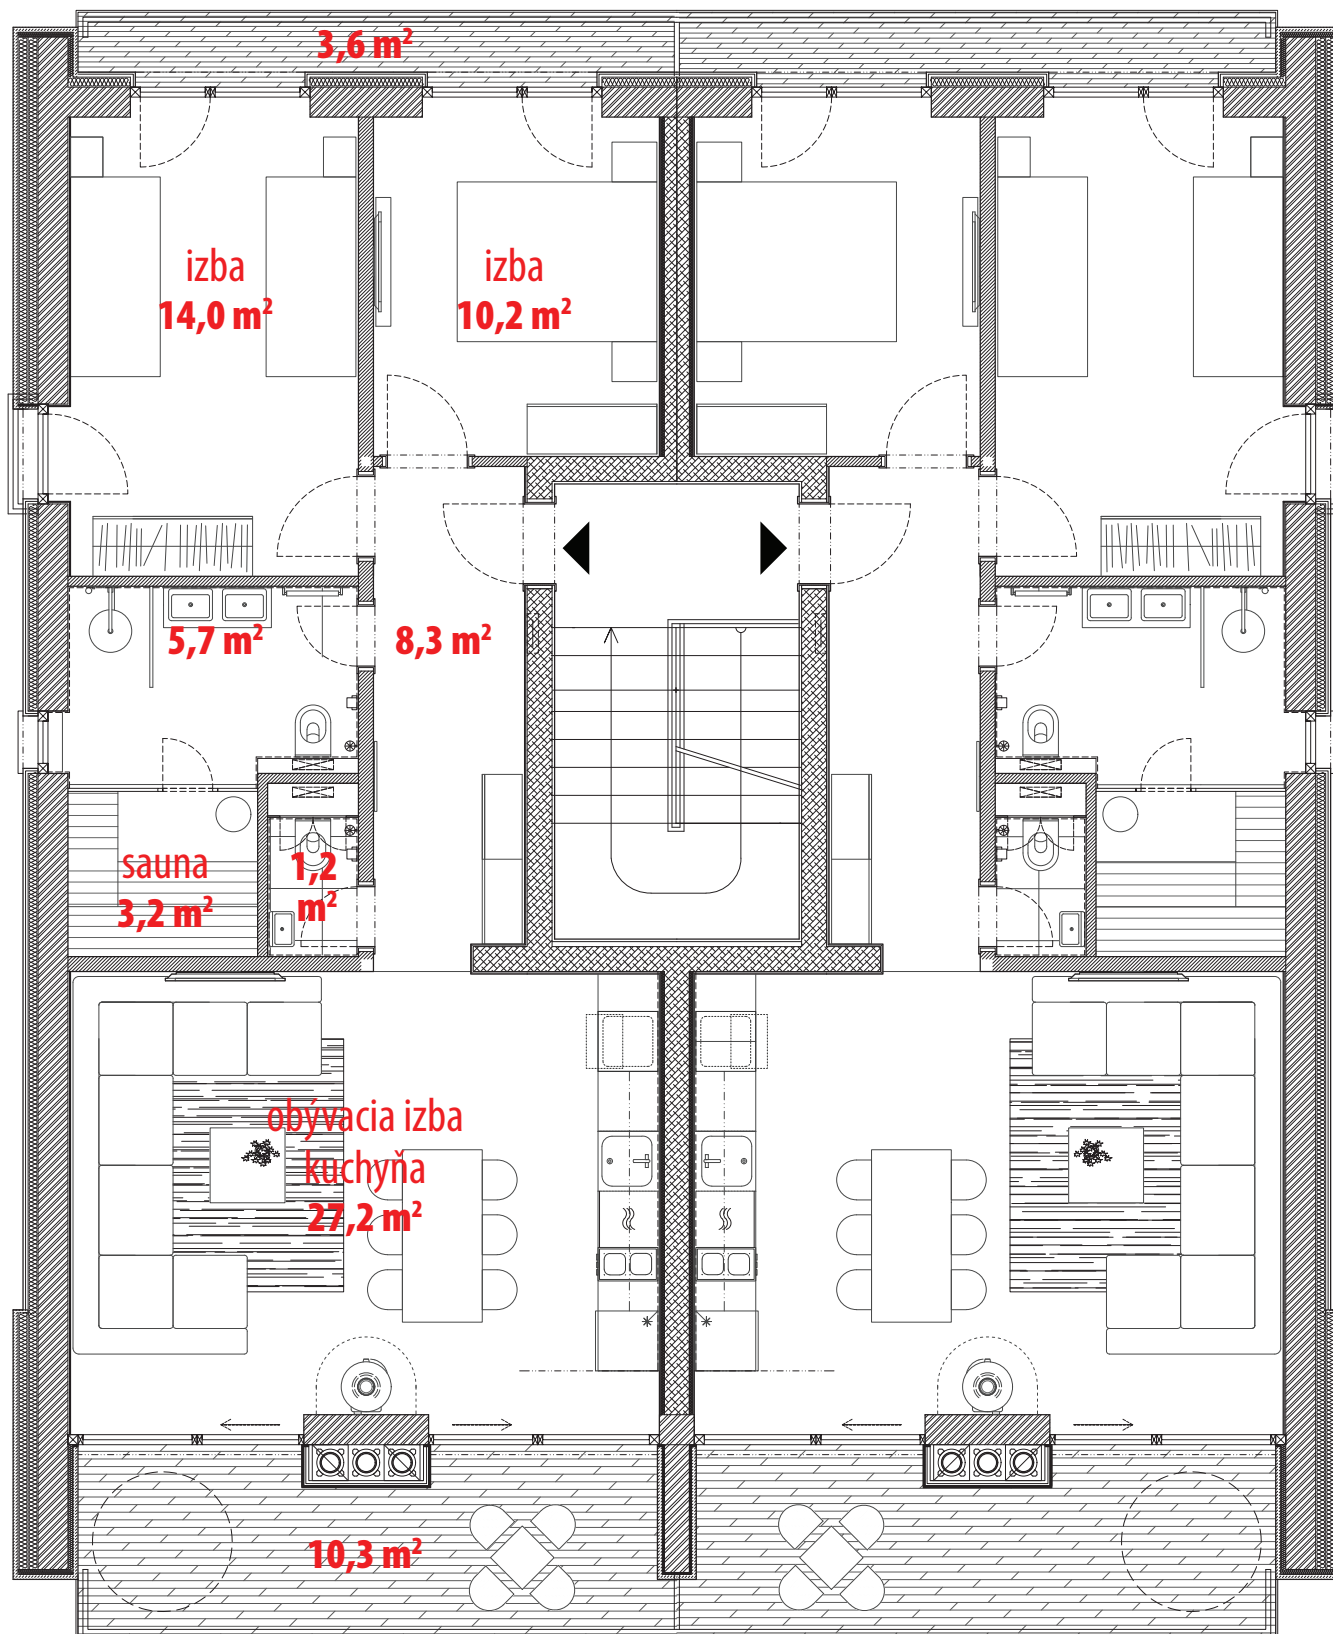 3,6 m²
izba
14,0 m²
izba
10,2 m²
5,7 m²
8,3 m²
sauna
3,2 m²
1,2
m²
obývacia izba
kuchyňa
27,2 m²
10,3 m²